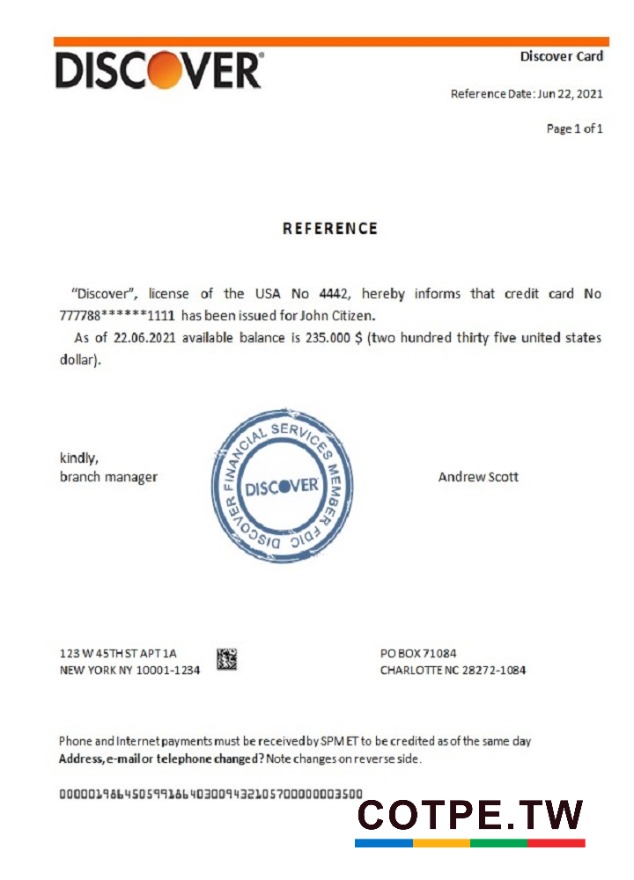 DISCOVER®
Discover Card
Reference Date: Jun 22, 2021
Page 1 of 1
REFERENCE
“Discover”, license of the USA No 4442, hereby informs that credit card No
777788******1111 has been issued for John Citizen.
As of 22.06.2021 available balance is 235.000 $ (two hundred thirty five united states
dollar).
kindly,
branch manager
DISCOVER FINANCIAL SERVICES MEMBER FDIC
DISCOVER
Andrew Scott
123 W 45TH ST APT 1A
NEW YORK NY 10001-1234
PO BOX 71084
CHARLOTTE NC 28272-1084
Phone and Internet payments must be received by 5PM ET to be credited as of the same day
Address, e-mail or telephone changed? Note changes on reverse side.
COTPE.TW